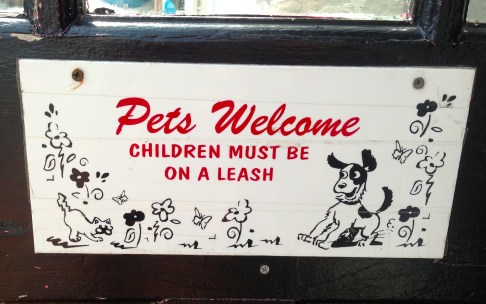 Pets Welcome
CHILDREN MUST BE
ON A LEASH